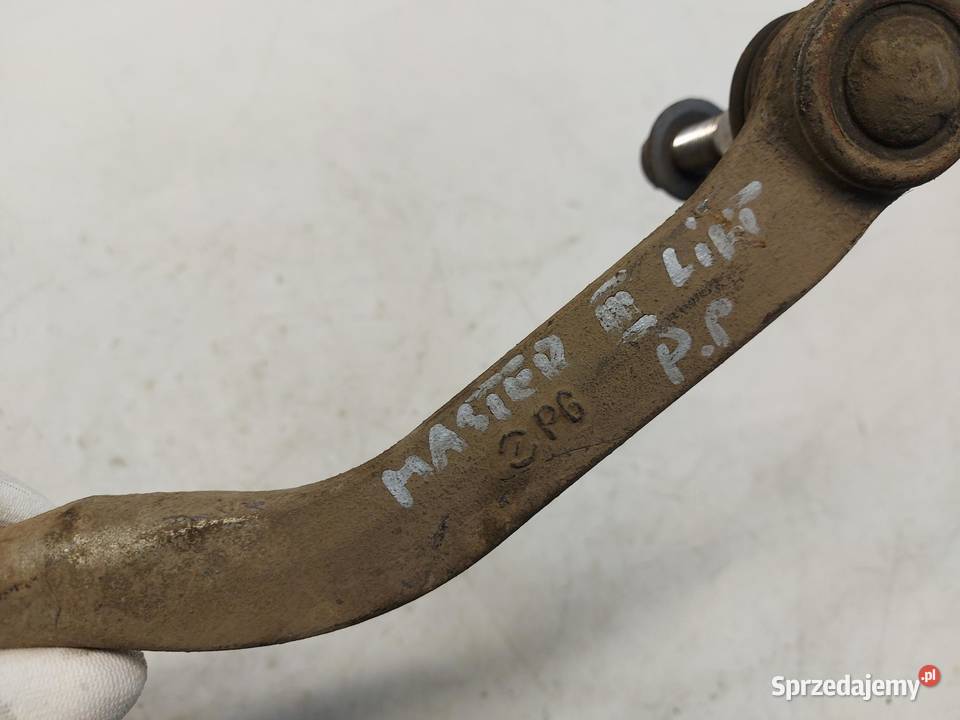 MASTER III LIFT
P.P
PG
Sprzedajemy.pl